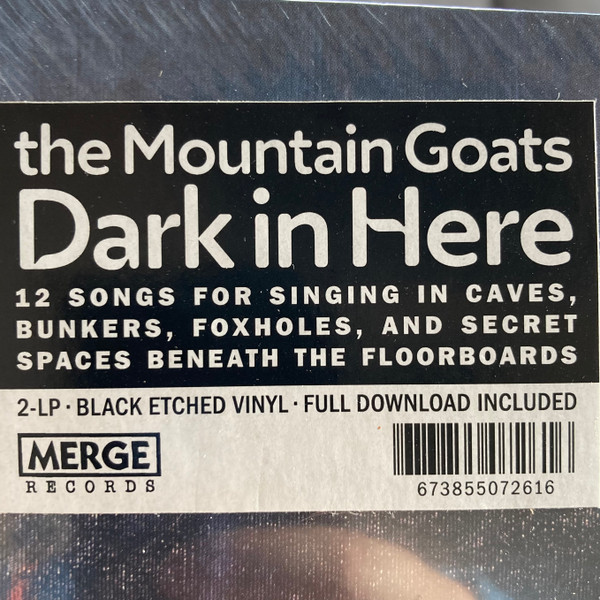 the Mountain Goats
Dark in Here
12 SONGS FOR SINGING IN CAVES,
BUNKERS, FOXHOLES, AND SECRET
SPACES BENEATH THE FLOORBOARDS
2-LP · BLACK ETCHED VINYL · FULL DOWNLOAD INCLUDED
MERGE
RECORDS
673855072616